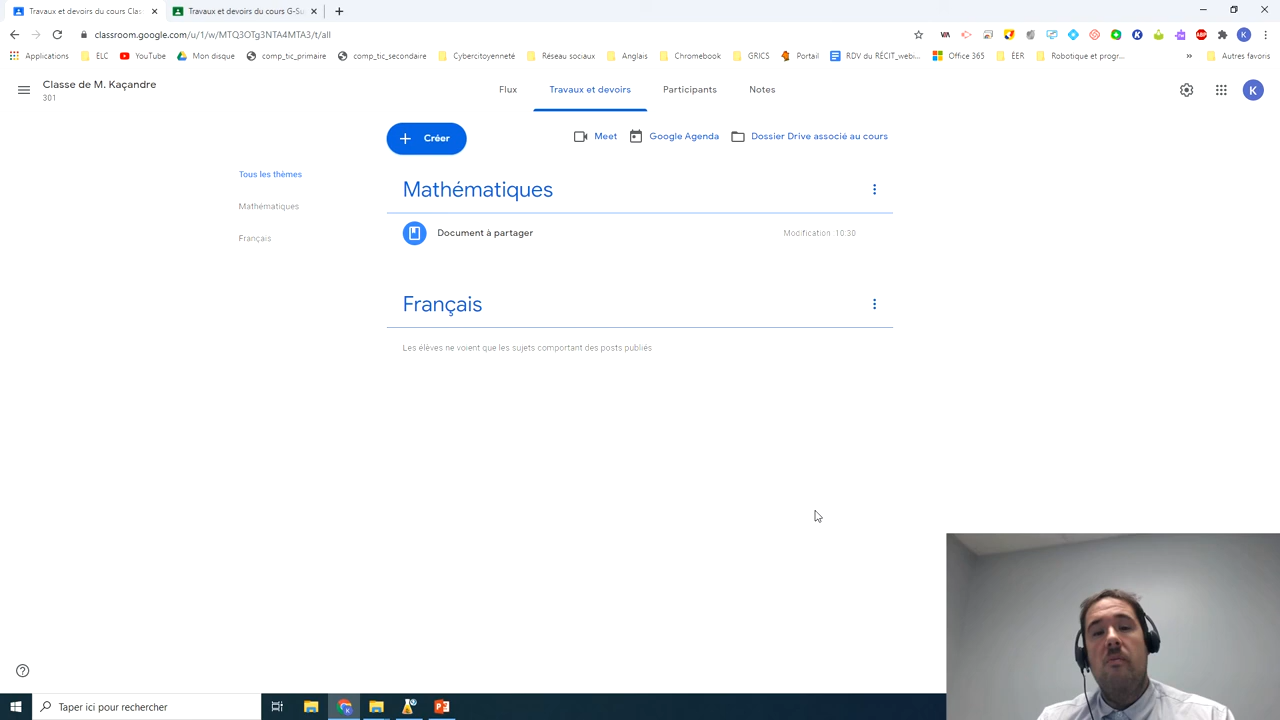 Travaux et devoirs du cours Clas
Travaux et devoirs du cours G-Su
classroom.google.com/u/1/w/MTQ3OTg3NTA4MTA3/t/all
Applications ELC YouTube Mon disque comp_tic_primaire comp_tic_secondaire Cybercitoyenneté Réseau sociaux Anglais Chromebook GRICS Portail RDV du RÉCIT_webi... Office 365 ÉER Robotique et progr... » Autres favoris
Classe de M. Kaçandre
301
Flux Travaux et devoirs Participants Notes
K
Créer
Meet Google Agenda Dossier Drive associé au cours
Tous les thèmes
Mathématiques
Français
Mathématiques
Document à partager Modification 10:30
Français
Les élèves ne voient que les sujets comportant des posts publiés
Taper ici pour rechercher